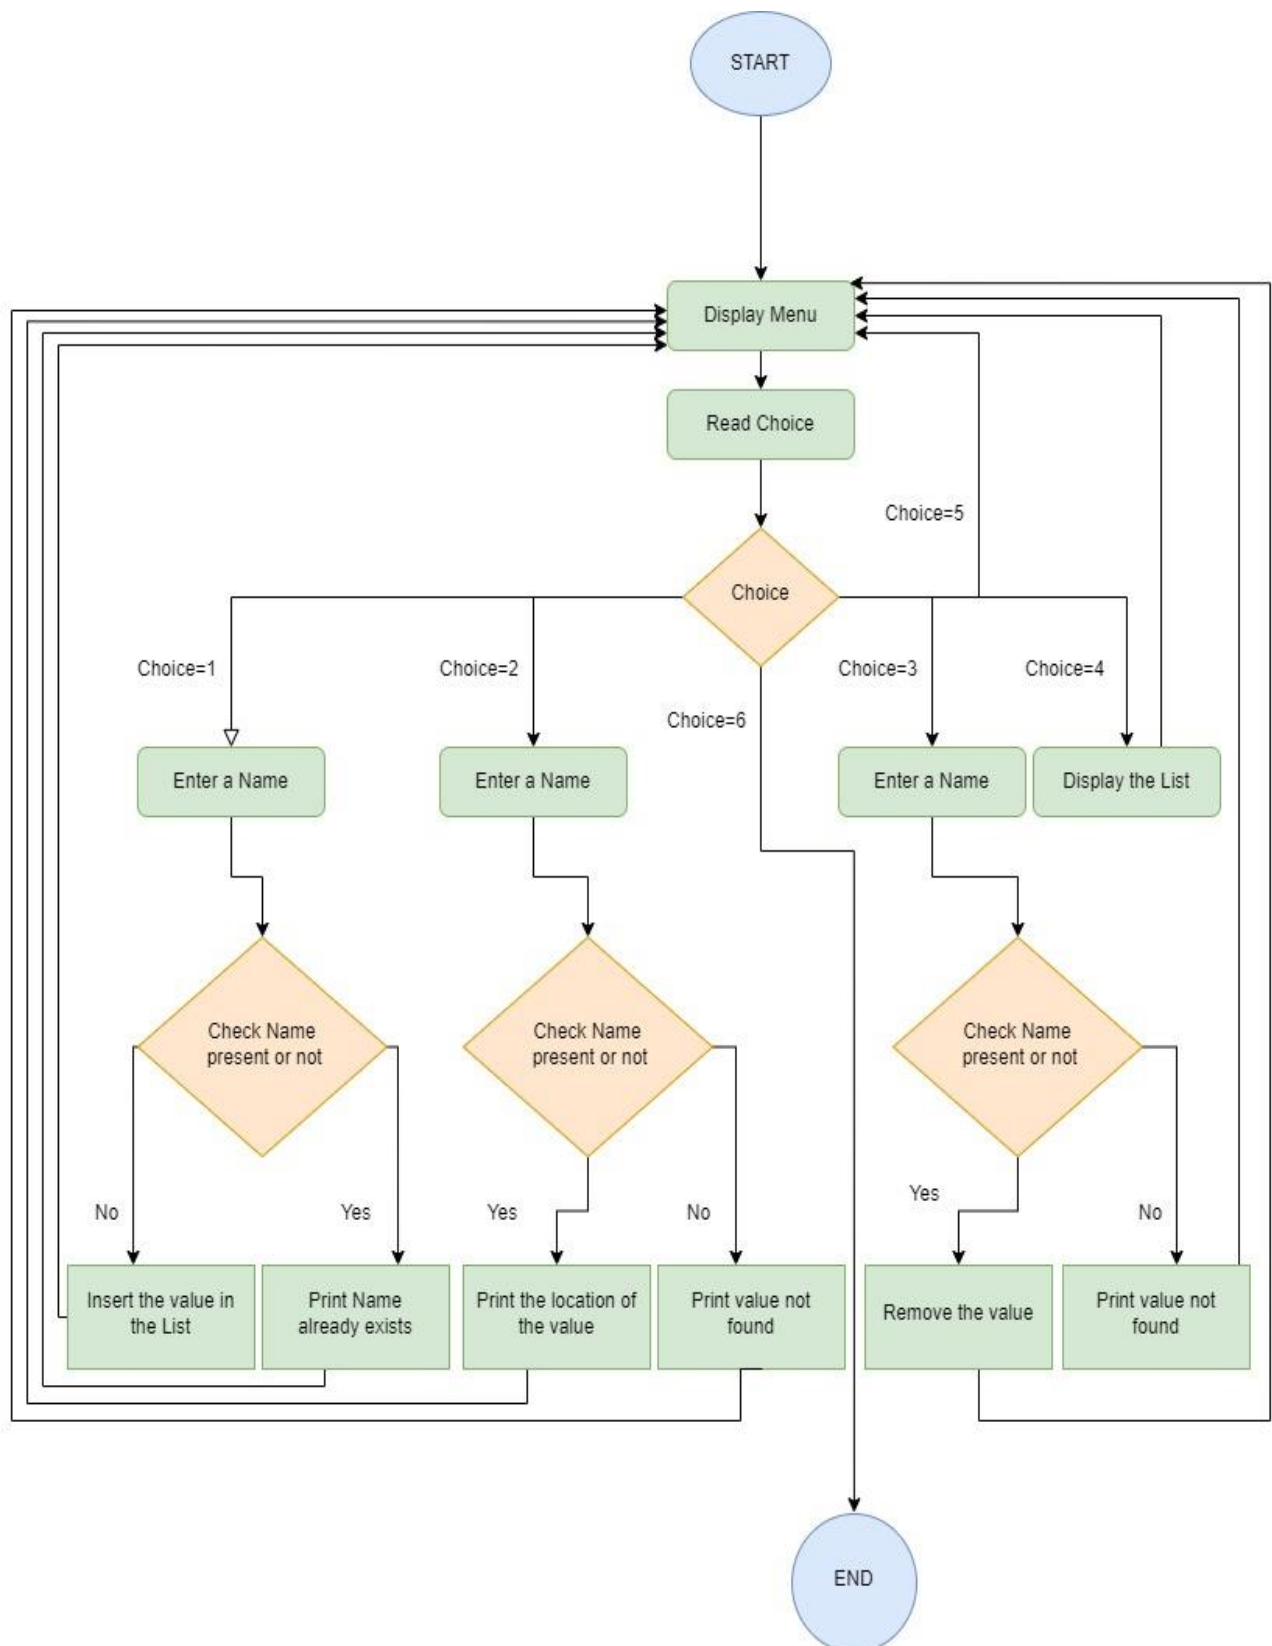 START
Display Menu
Read Choice
Choice=5
Choice
Choice=1
Choice=2
Choice=3
Choice=4
Choice=6
Enter a Name
Enter a Name
Enter a Name
Display the List
Check Name
present or not
Check Name
present or not
Check Name
present or not
No
Yes
Yes
No
Yes
No
Insert the value in
the List
Print Name
already exists
Print the location of
the value
Print value not
found
Remove the value
Print value not
found
END